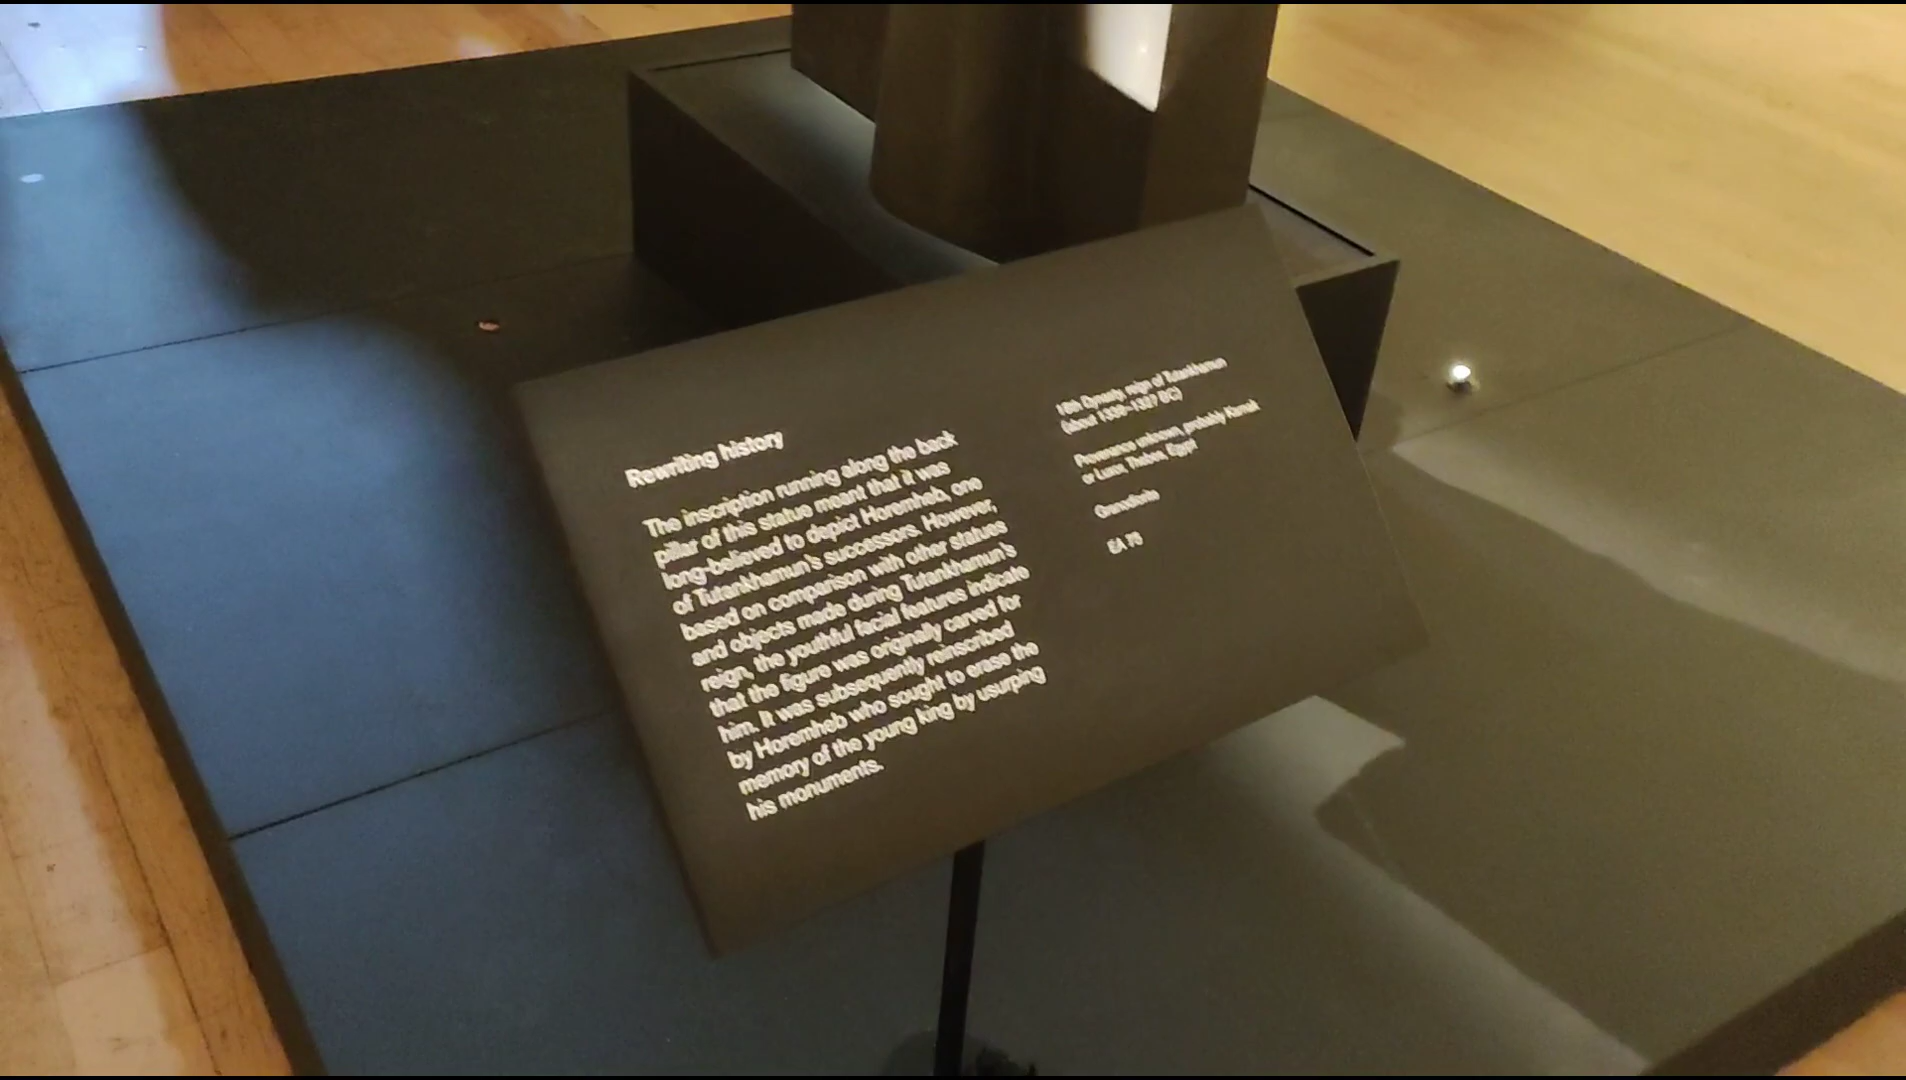 Rewriting history
The inscription running along the back
pillar of this statue meant that it was
long-believed to depict Horemheb, one
of Tutankhamun's successors. However,
based on comparison with other statues
and objects made during Tutankhamun's
reign, the youthful facial features indicate
that the figure was originally carved for
him. It was subsequently reinscribed
by Horemheb who sought to erase the
memory of the young king by usurping
his monuments.
18th Dynasty, reign of Tutankhamun
(about 1336–1327 BC)
Provenance unknown, probably Karnak
or Luxor, Thebes, Egypt
Granodiorite
EA 75